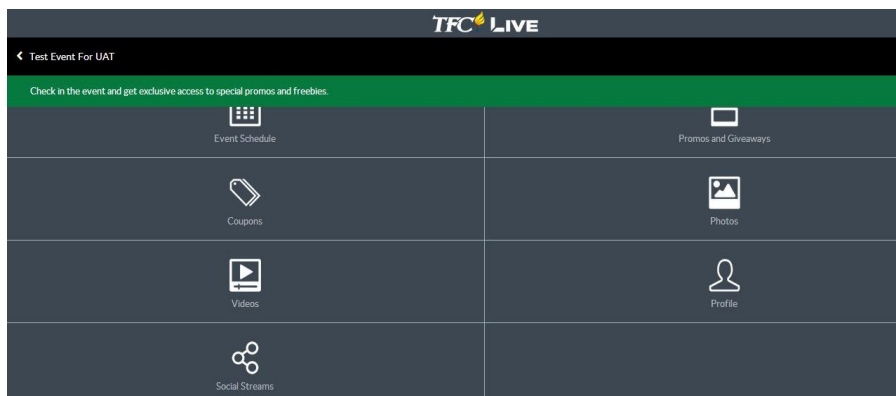 TFC LIVE
Test Event For UAT
Check in the event and get exclusive access to special promos and freebies.
Event Schedule
Promos and Giveaways
Coupons
Photos
Videos
Profile
Social Streams